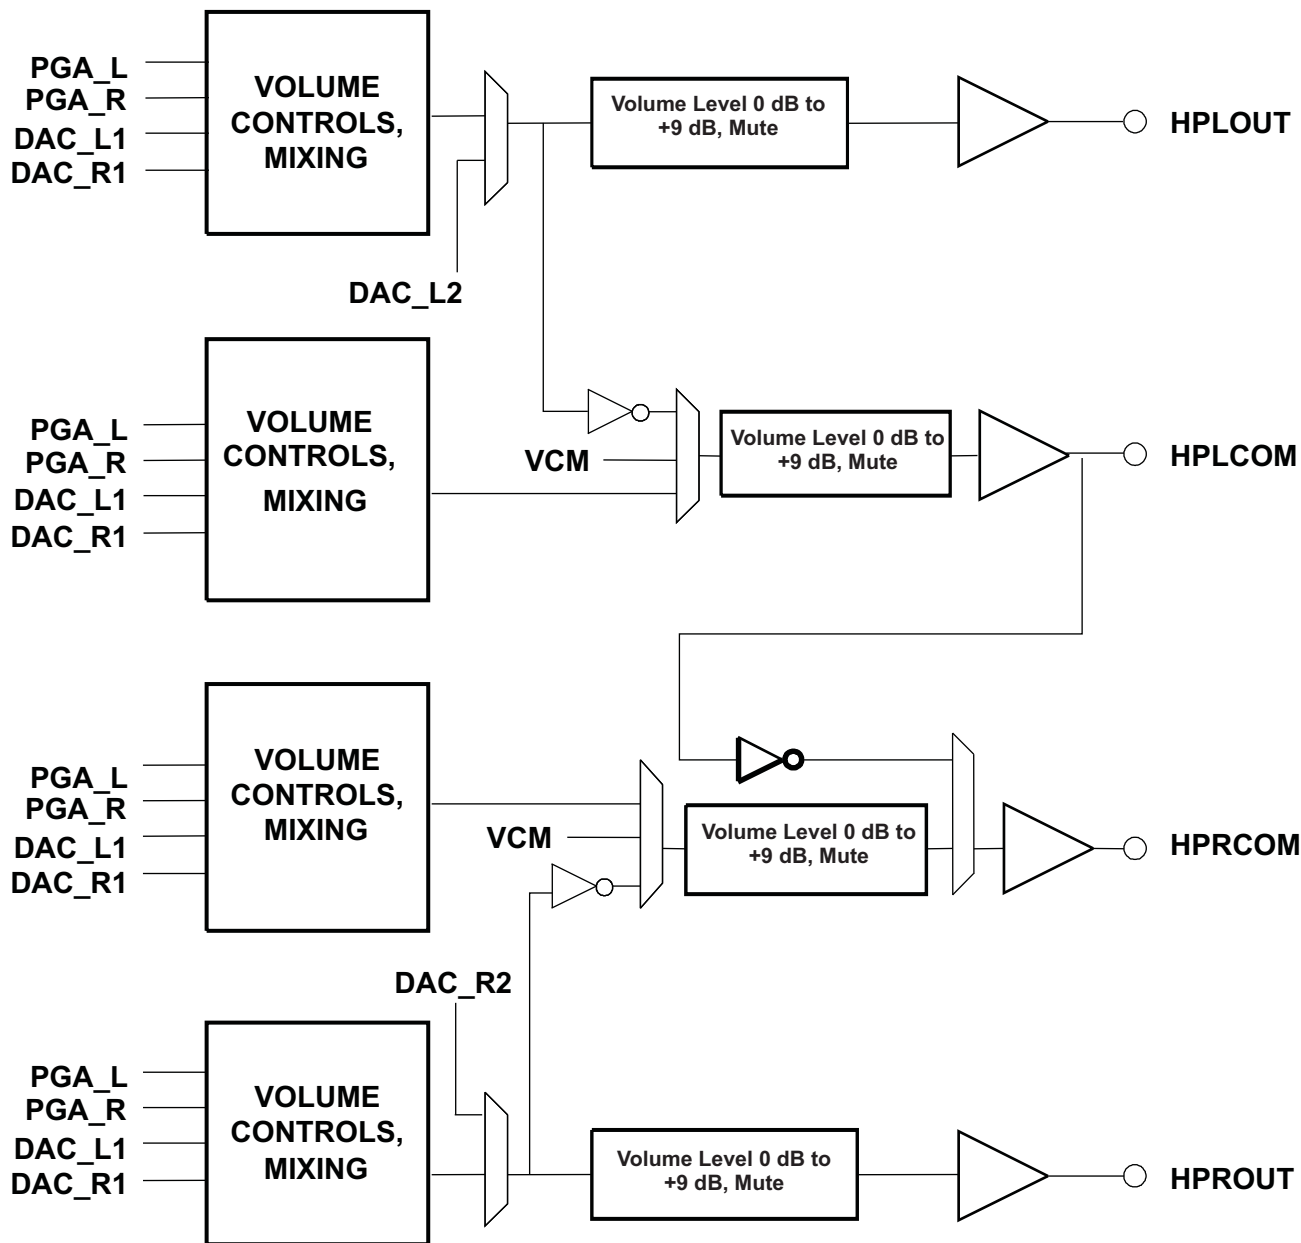 PGA_L
PGA_R
DAC_L1
DAC_R1
VOLUME
CONTROLS,
MIXING
DAC_L2
Volume Level 0 dB to
+9 dB, Mute
HPLOUT
PGA_L
PGA_R
DAC_L1
DAC_R1
VOLUME
CONTROLS,
MIXING
VCM
Volume Level 0 dB to
+9 dB, Mute
HPLCOM
PGA_L
PGA_R
DAC_L1
DAC_R1
VOLUME
CONTROLS,
MIXING
VCM
Volume Level 0 dB to
+9 dB, Mute
HPRCOM
DAC_R2
PGA_L
PGA_R
DAC_L1
DAC_R1
VOLUME
CONTROLS,
MIXING
Volume Level 0 dB to
+9 dB, Mute
HPROUT